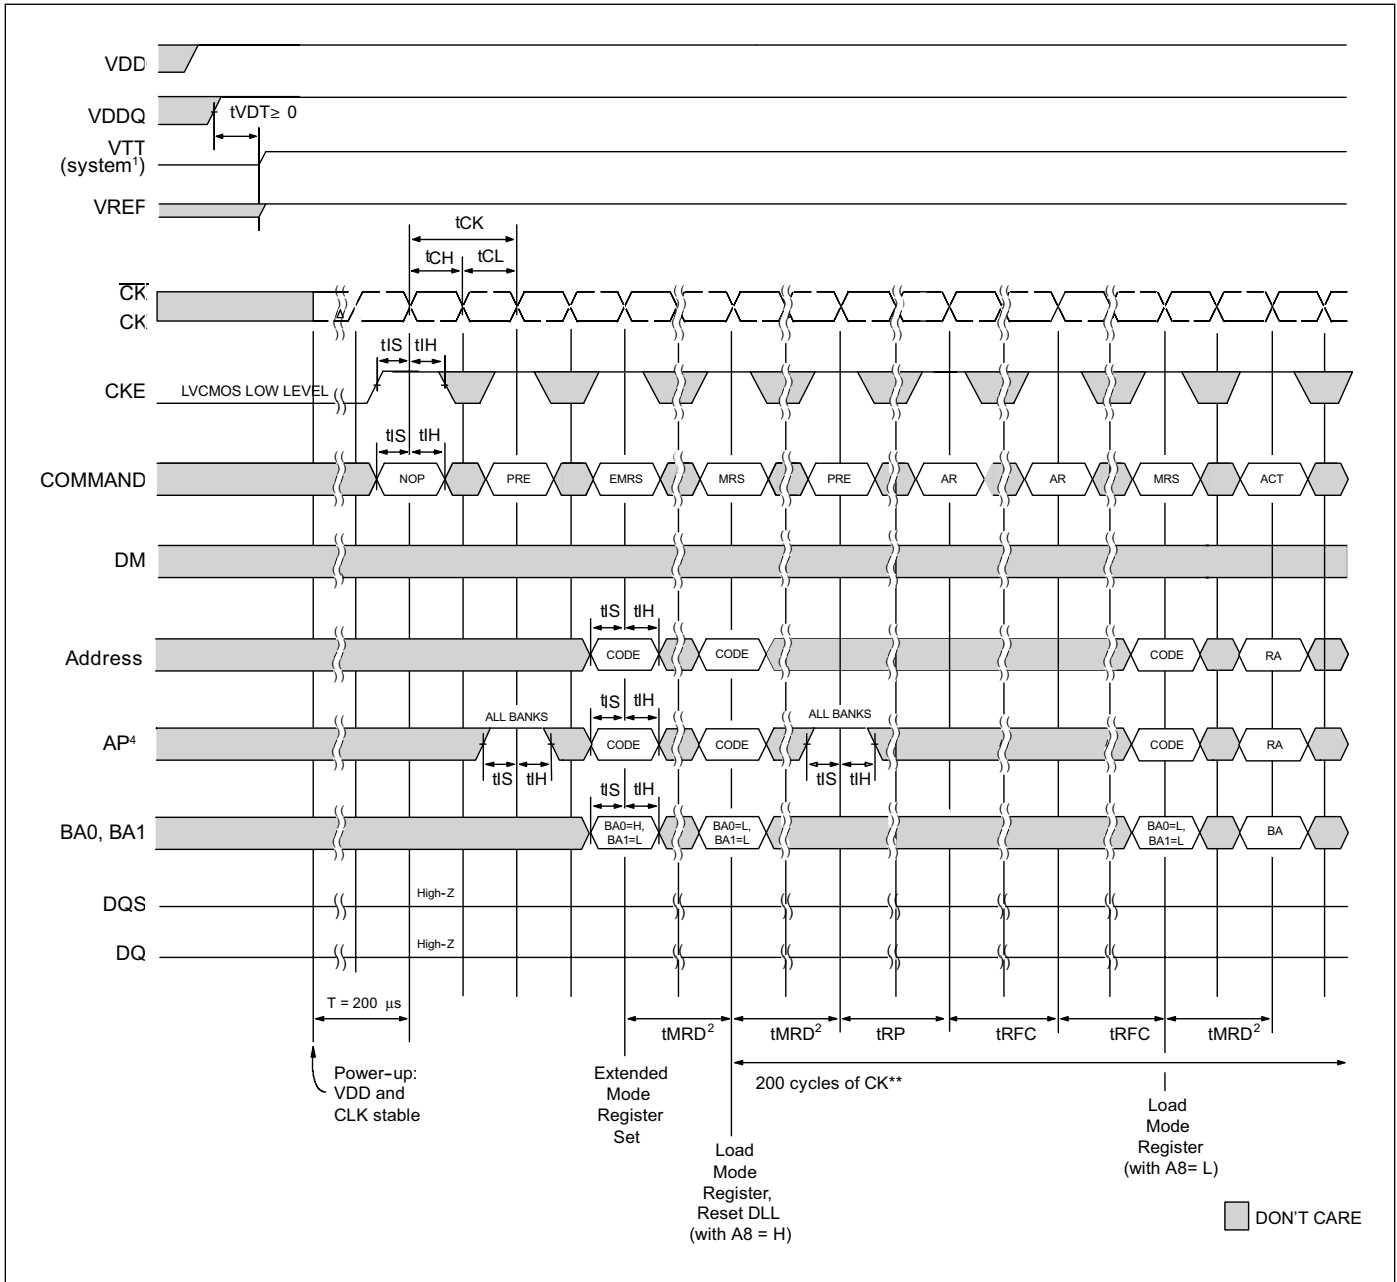 VDD
VDDQ
tVDT≥ 0
VTT
(system¹)
VREF
tCK
tCH tCL
CK
CK
tIS tIH
CKE
LVCMOS LOW LEVEL
tIS tIH
COMMAND
NOP PRE EMRS MRS PRE AR AR MRS ACT
DM
tIS tIH
Address
CODE CODE CODE RA
tIS tIH
ALL BANKS ALL BANKS
AP⁴
CODE CODE CODE RA
tIS tIH tIS tIH
tIS tIH
BA0, BA1
BA0=H, BA0=L, BA0=L, BA
BA1=L BA1=L BA1=L
DQS
High-Z
DQ
High-Z
T = 200 µs
tMRD² tMRD² tRP tRFC tRFC tMRD²
200 cycles of CK**
Power-up:
VDD and
CLK stable
Extended
Mode
Register
Set
Load
Mode
Register,
Reset DLL
(with A8 = H)
Load
Mode
Register
(with A8= L)
DON'T CARE